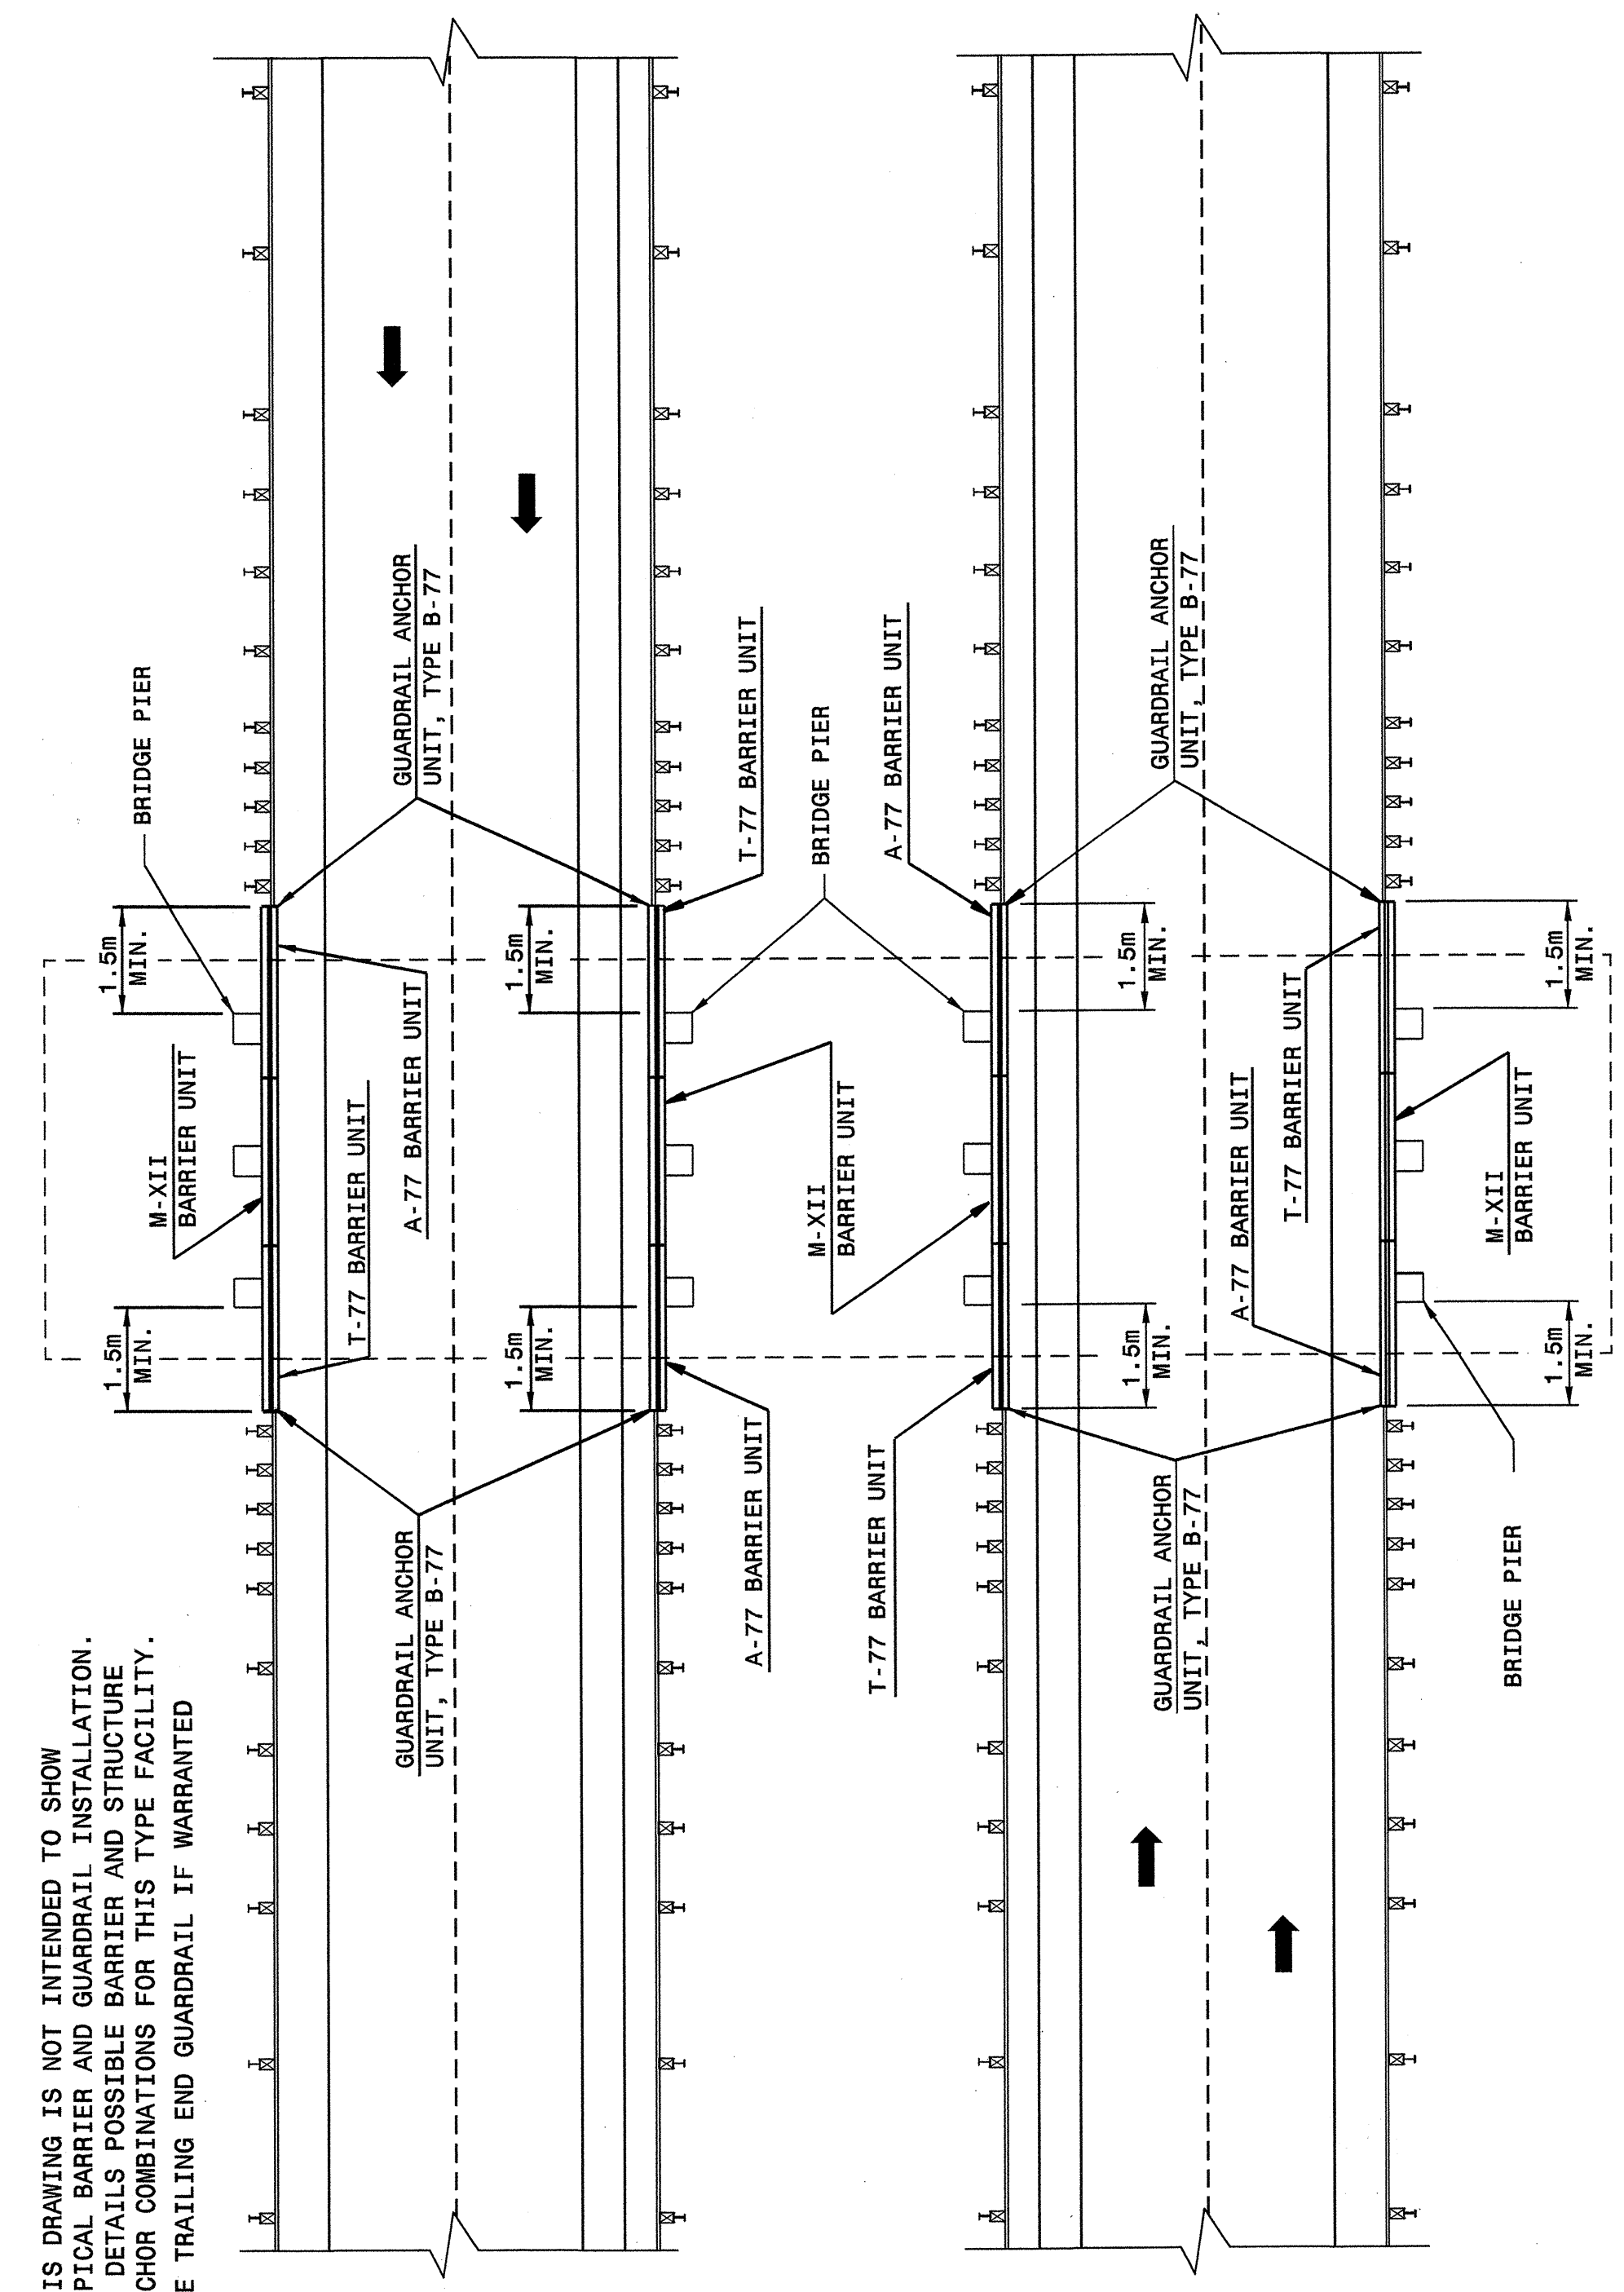 IS DRAWING IS NOT INTENDED TO SHOW
PICAL BARRIER AND GUARDRAIL INSTALLATION.
DETAILS POSSIBLE BARRIER AND STRUCTURE
CHOR COMBINATIONS FOR THIS TYPE FACILITY.
E TRAILING END GUARDRAIL IF WARRANTED
1.5m
MIN.
1.5m
MIN.
BRIDGE PIER
M-XII
BARRIER UNIT
T-77 BARRIER UNIT
A-77 BARRIER UNIT
GUARDRAIL ANCHOR
UNIT, TYPE B-77
GUARDRAIL ANCHOR
UNIT, TYPE B-77
1.5m
MIN.
1.5m
MIN.
A-77 BARRIER UNIT
T-77 BARRIER UNIT
BRIDGE PIER
M-XII
BARRIER UNIT
T-77 BARRIER UNIT
A-77 BARRIER UNIT
1.5m
MIN.
1.5m
MIN.
GUARDRAIL ANCHOR
UNIT, TYPE B-77
GUARDRAIL ANCHOR
UNIT, TYPE B-77
A-77 BARRIER UNIT
T-77 BARRIER UNIT
M-XII
BARRIER UNIT
BRIDGE PIER
1.5m
MIN.
1.5m
MIN.